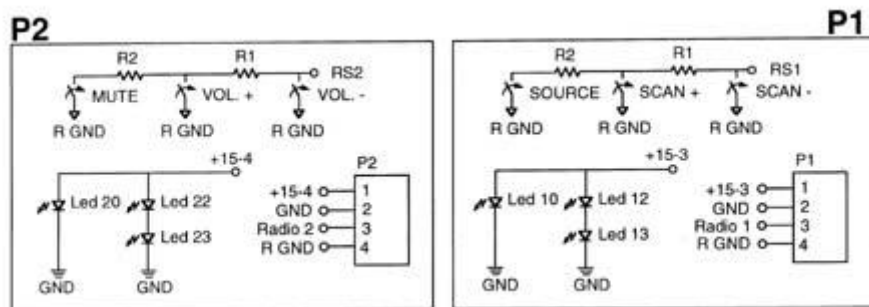 P2
R2 R1
RS2
MUTE VOL. + VOL. -
R GND R GND R GND
+15-4
Led 20 Led 22
Led 23
GND GND
P2
+15-4 1
GND 2
Radio 2 3
R GND 4
P1
R2 R1
RS1
SOURCE SCAN + SCAN -
R GND R GND R GND
+15-3
Led 10 Led 12
Led 13
GND GND
P1
+15-3 1
GND 2
Radio 1 3
R GND 4